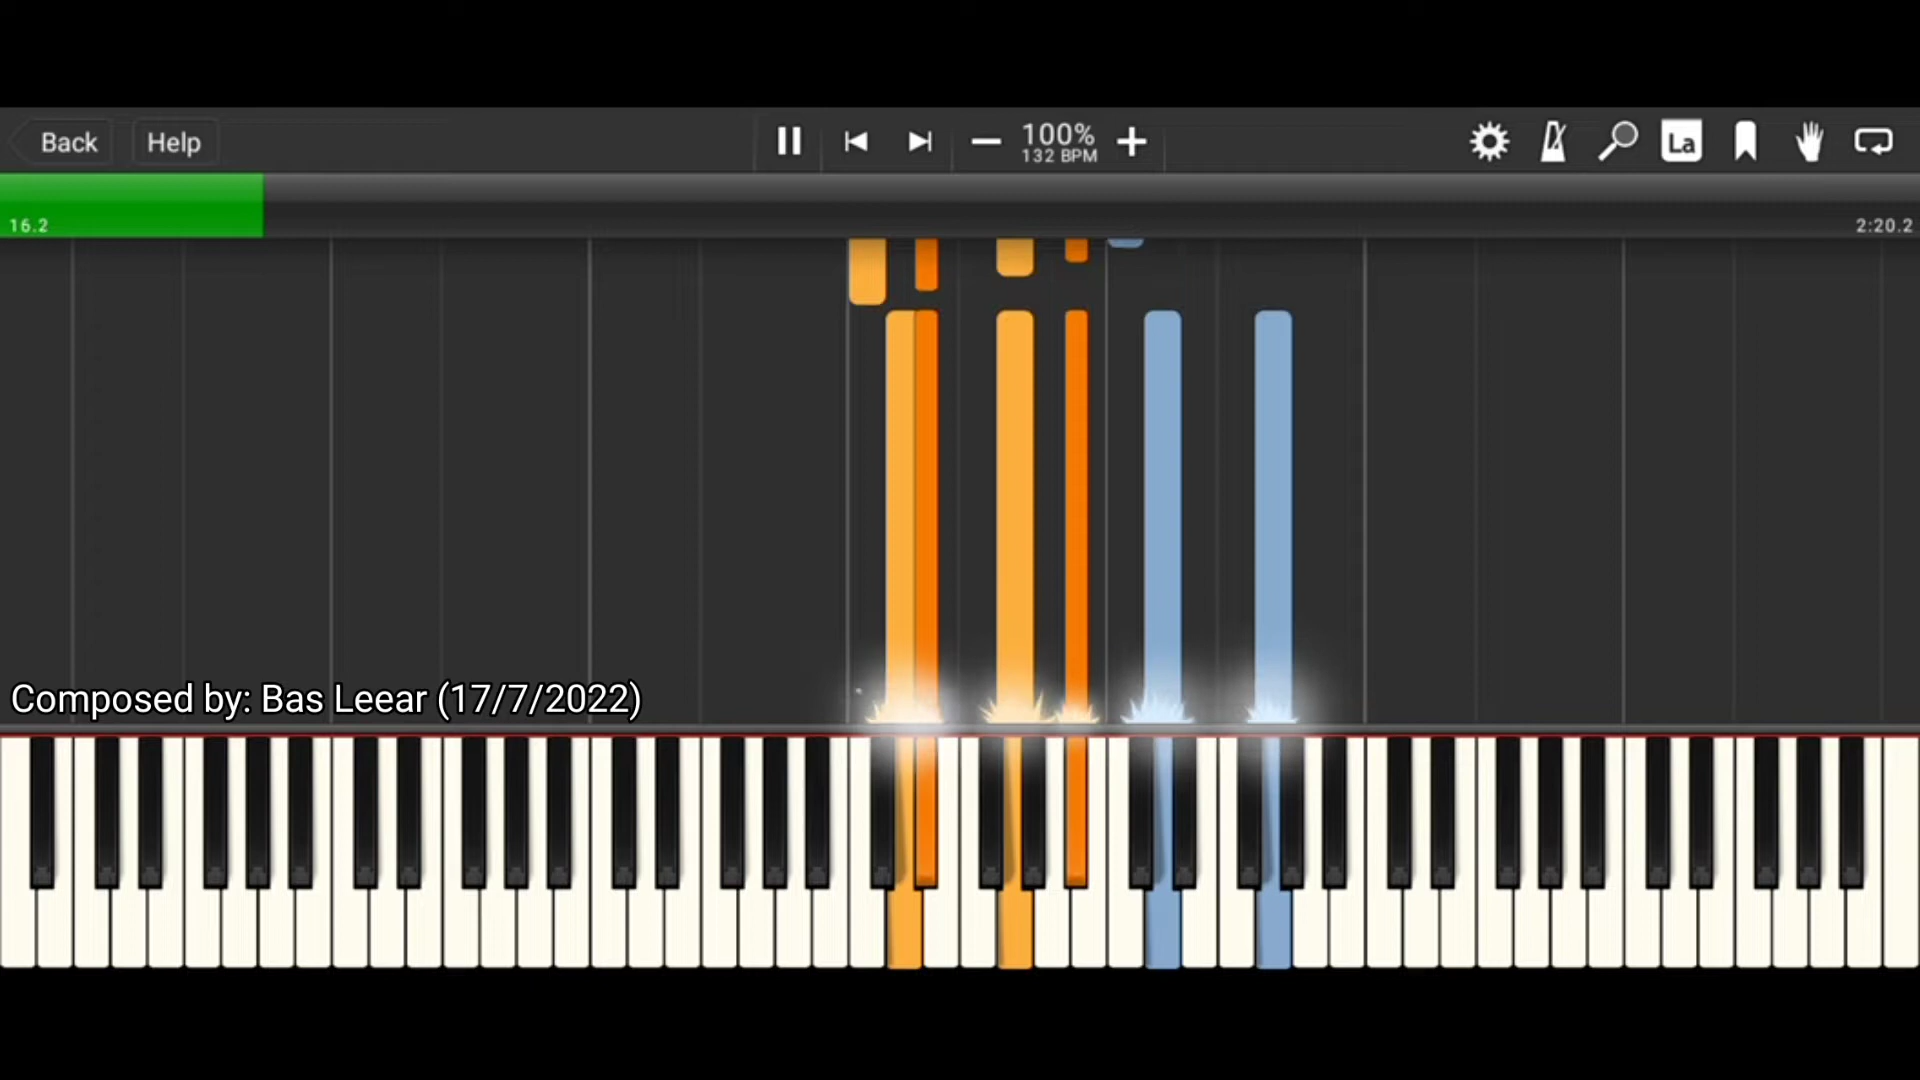 Back
Help
100%
132 BPM
La
16.2
2:20.2
Composed by: Bas Leear (17/7/2022)